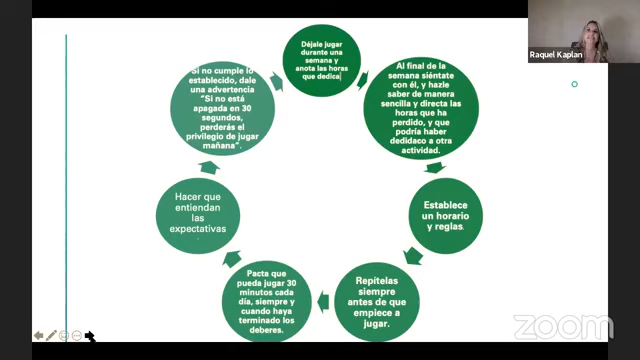 Déjale jugar
durante una
semana y
anota las horas
que dedica
Al final de la
semana siéntate
con él, y hazle
saber de manera
sencilla y directa las
horas que ha
perdido, y que
podría haber
dedidaco a otra
actividad.
Establece
un horario
y reglas.
Repítelas
siempre
antes de que
empiece a
jugar.
Pacta que
pueda jugar 30
minutos cada
día, siempre y
cuando haya
terminado los
deberes.
Hacer que
entiendan
las
expectativas
.
Si no cumple lo
establecido, dale
una advertencia
“Si no está
apagada en 30
segundos,
perderás el
privilegio de jugar
mañana”.
Raquel Kaplan
zoom